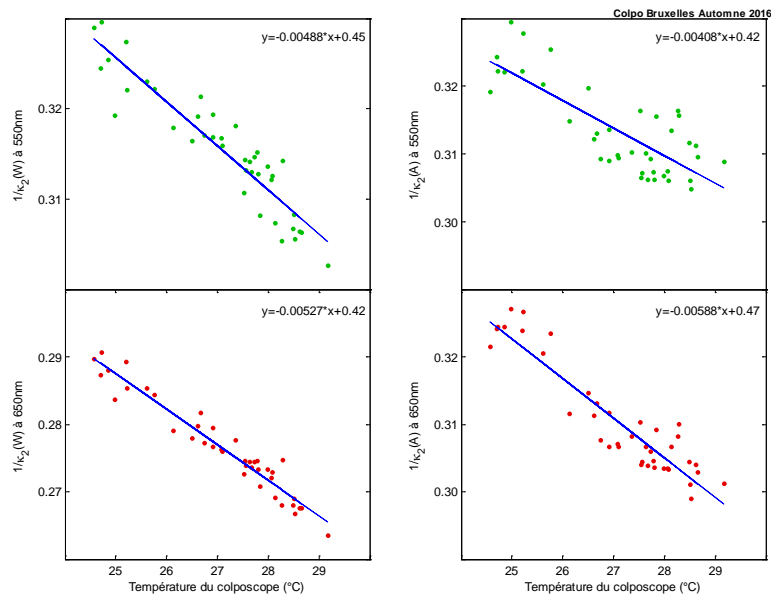 Colpo Bruxelles Automne 2016
y=-0.00488*x+0.45
0.32
0.31
1/κ₂(W) à 550nm
y=-0.00408*x+0.42
0.32
0.31
0.30
1/κ₂(A) à 550nm
y=-0.00527*x+0.42
0.29
0.28
0.27
1/κ₂(W) à 650nm
25 26 27 28 29
Température du colposcope (°C)
y=-0.00588*x+0.47
0.32
0.31
0.30
1/κ₂(A) à 650nm
25 26 27 28 29
Température du colposcope (°C)